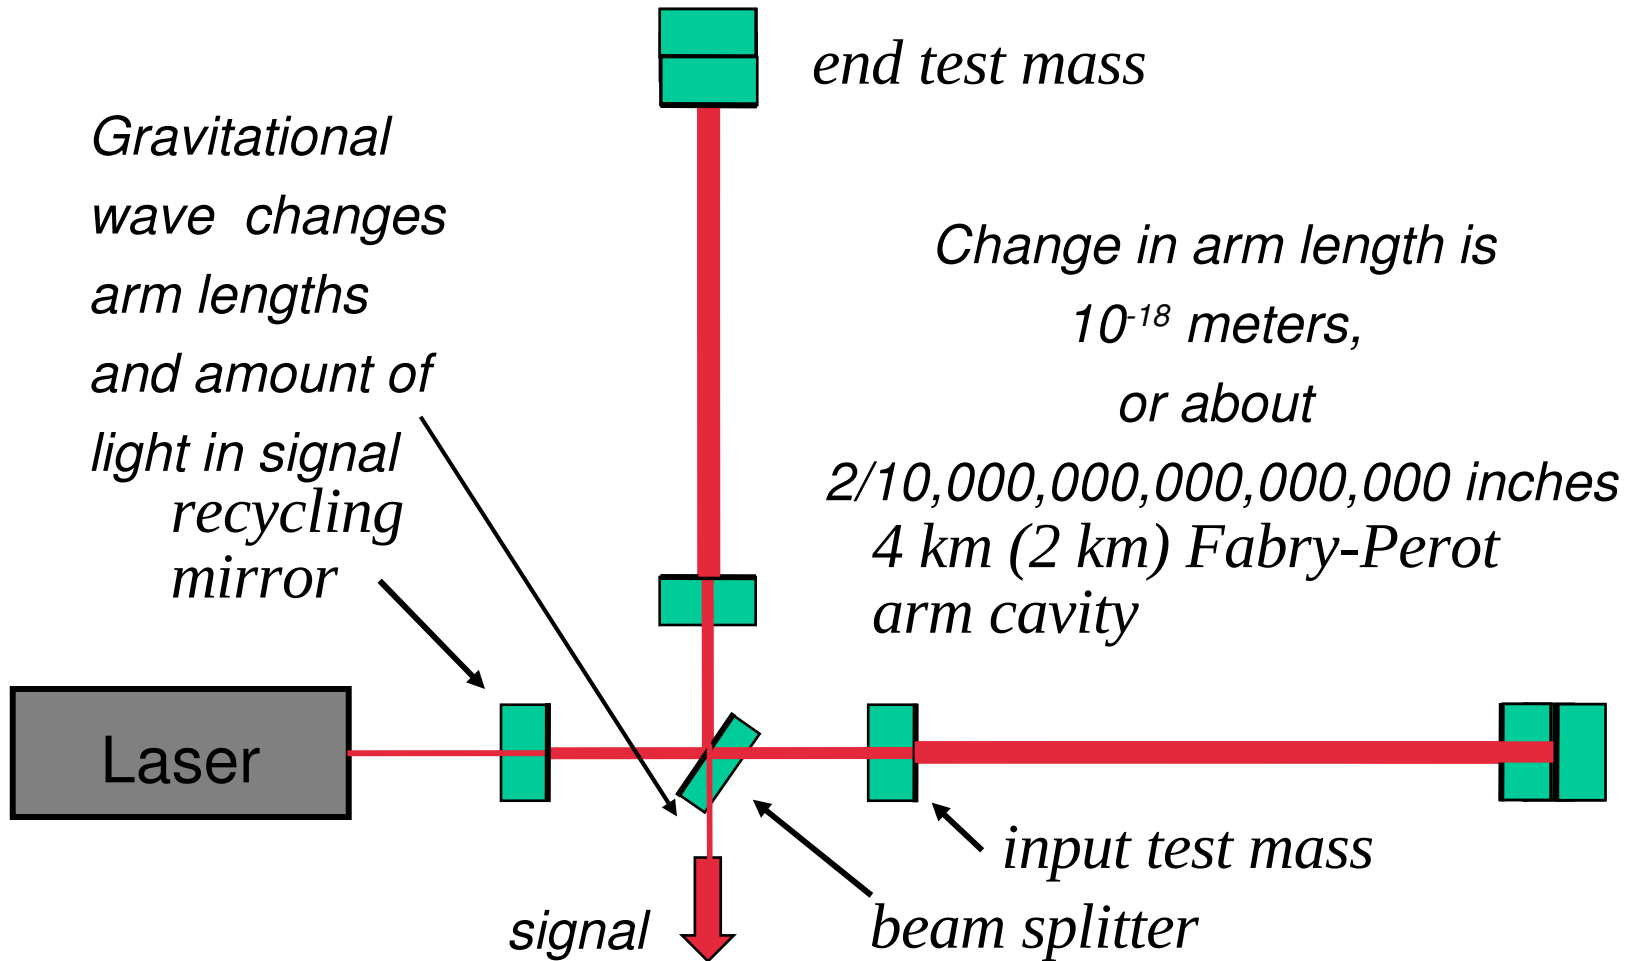 end test mass
Gravitational
wave changes
arm lengths
and amount of
light in signal
Change in arm length is
10⁻¹⁸ meters,
or about
2/10,000,000,000,000,000 inches
recycling
mirror
4 km (2 km) Fabry-Perot
arm cavity
Laser
input test mass
beam splitter
signal